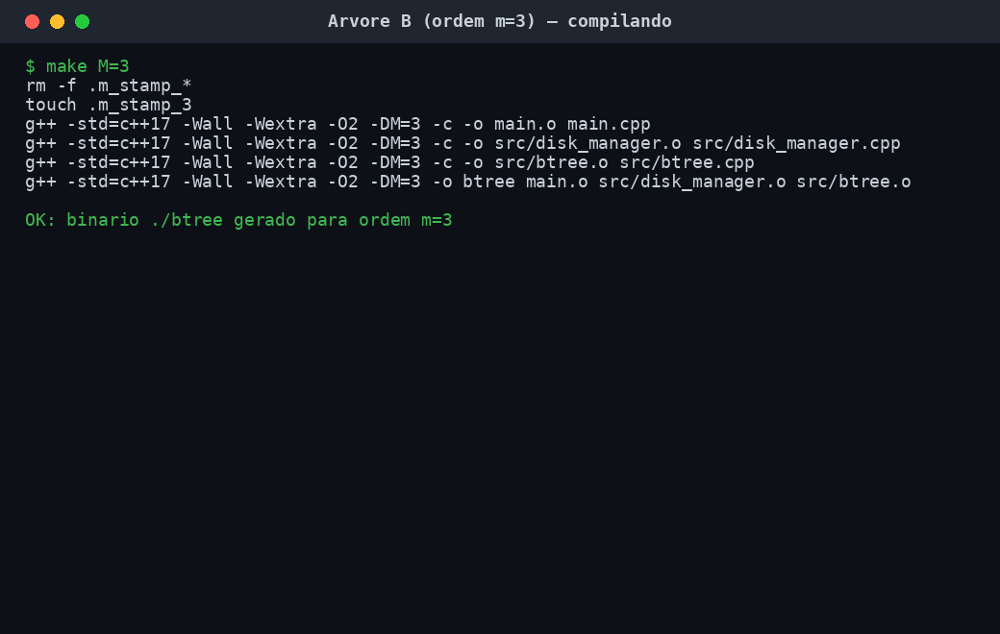 Arvore B (ordem m=3) — compilando
$ make M=3
rm -f .m_stamp_*
touch .m_stamp_3
g++ -std=c++17 -Wall -Wextra -O2 -DM=3 -c -o main.o main.cpp
g++ -std=c++17 -Wall -Wextra -O2 -DM=3 -c -o src/disk_manager.o src/disk_manager.cpp
g++ -std=c++17 -Wall -Wextra -O2 -DM=3 -c -o src/btree.o src/btree.cpp
g++ -std=c++17 -Wall -Wextra -O2 -DM=3 -o btree main.o src/disk_manager.o src/btree.o
OK: binario ./btree gerado para ordem m=3